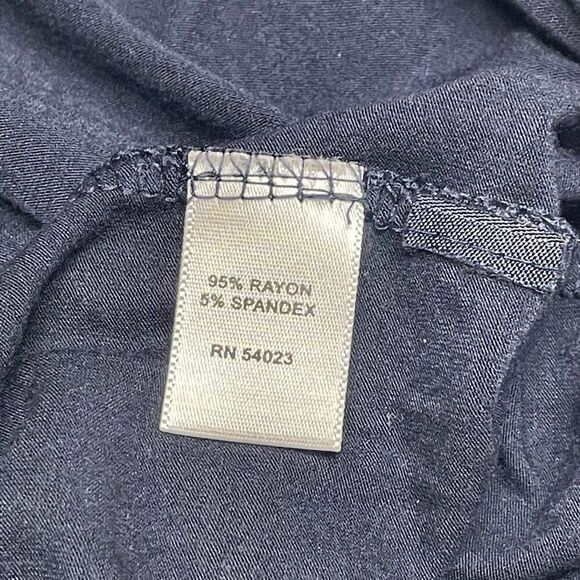 95% RAYON
5% SPANDEX
RN 54023